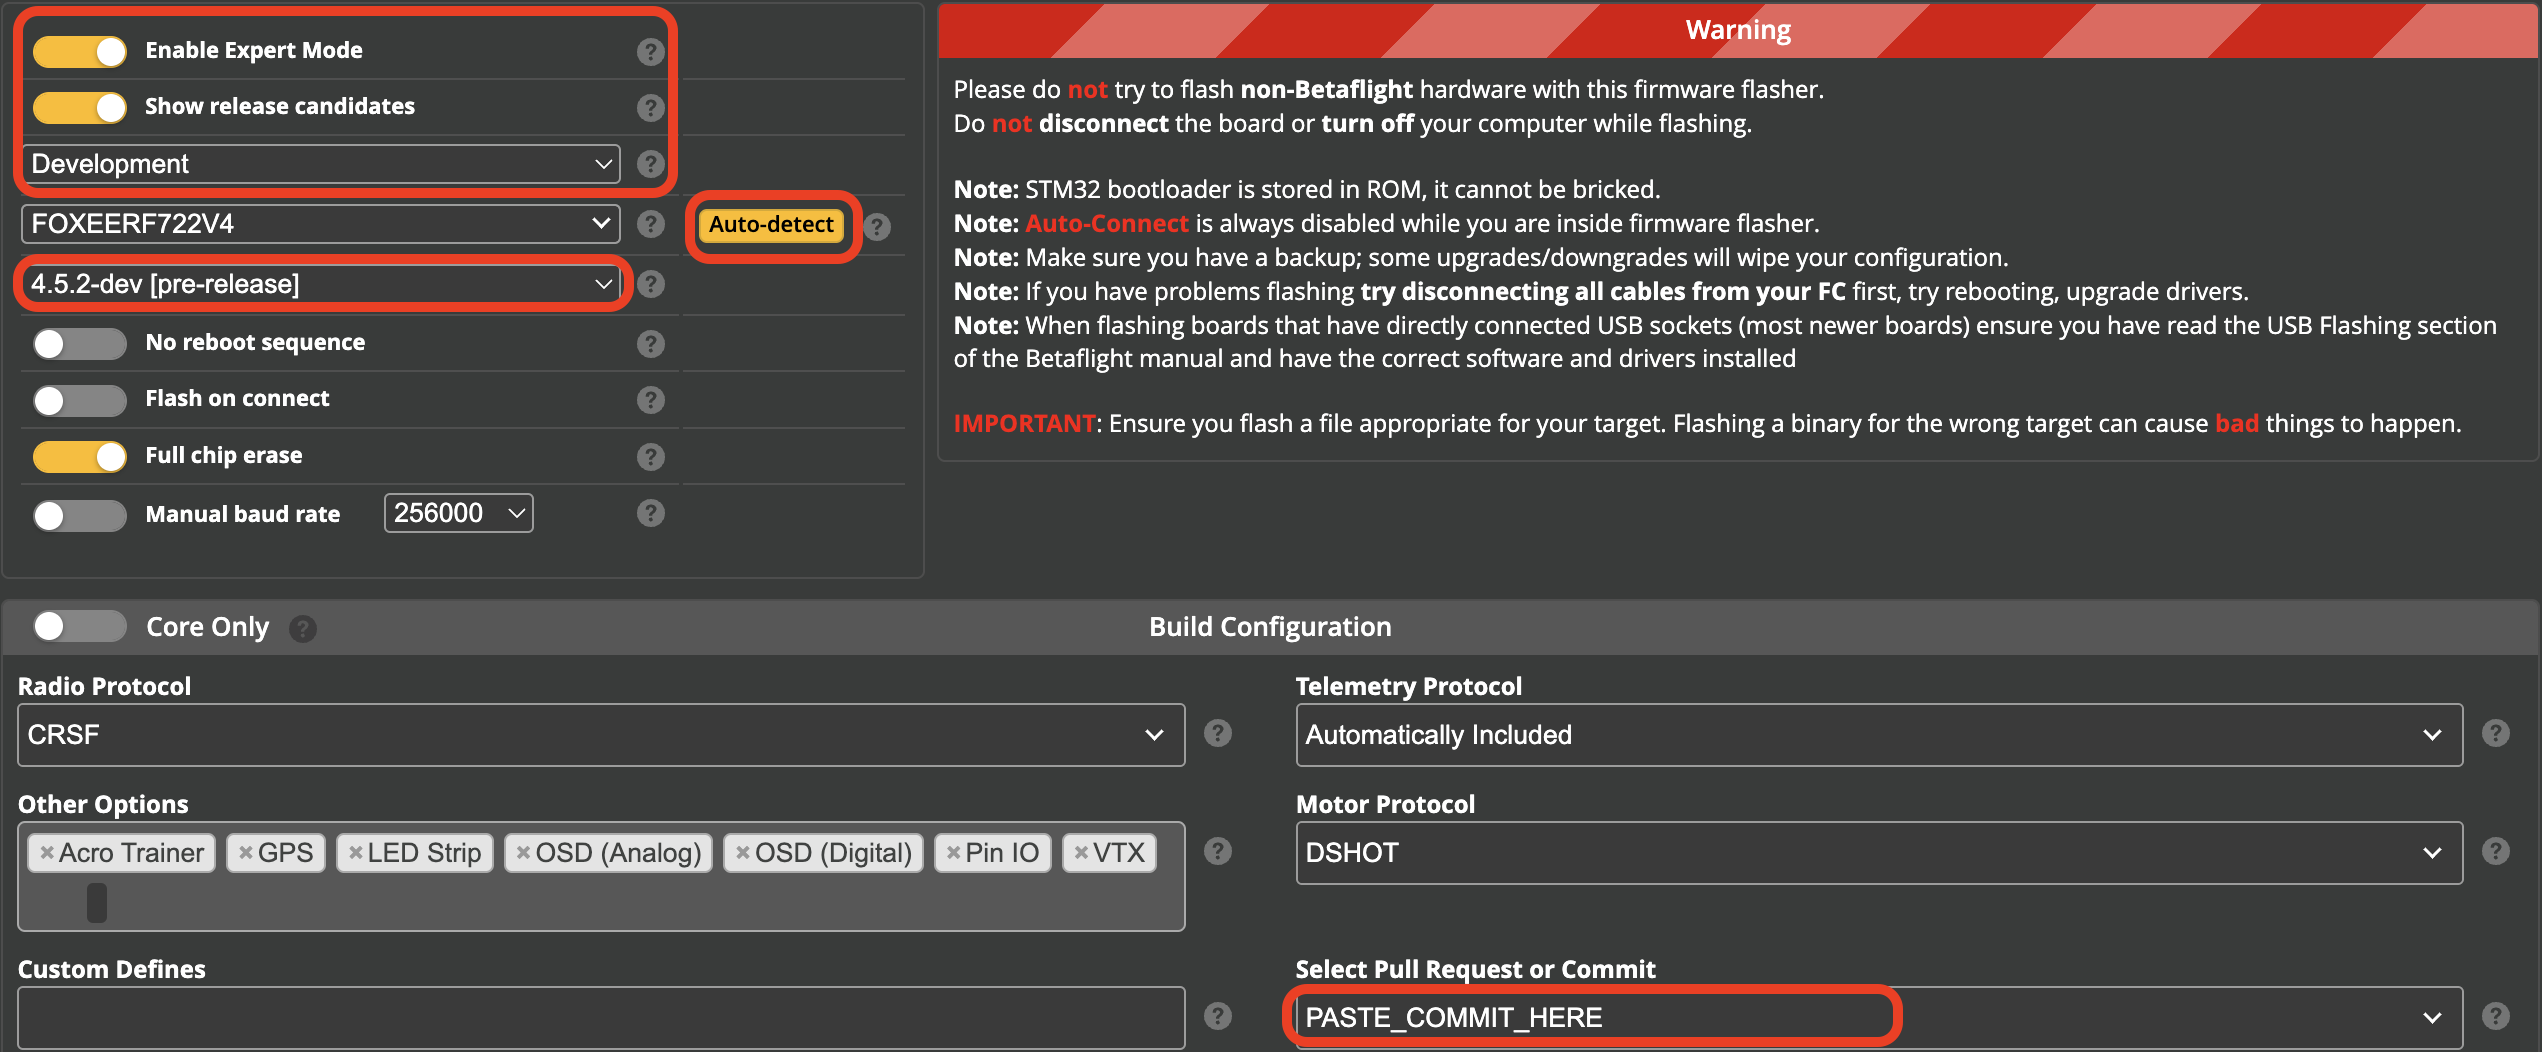 Enable Expert Mode ?
Show release candidates ?
Development ?
FOXEERF722V4 ? Auto-detect ?
4.5.2-dev [pre-release] ?
No reboot sequence ?
Flash on connect ?
Full chip erase ?
Manual baud rate 256000 ?
Warning
Please do not try to flash non-Betaflight hardware with this firmware flasher.
Do not disconnect the board or turn off your computer while flashing.
Note: STM32 bootloader is stored in ROM, it cannot be bricked.
Note: Auto-Connect is always disabled while you are inside firmware flasher.
Note: Make sure you have a backup; some upgrades/downgrades will wipe your configuration.
Note: If you have problems flashing try disconnecting all cables from your FC first, try rebooting, upgrade drivers.
Note: When flashing boards that have directly connected USB sockets (most newer boards) ensure you have read the USB Flashing section
of the Betaflight manual and have the correct software and drivers installed
IMPORTANT: Ensure you flash a file appropriate for your target. Flashing a binary for the wrong target can cause bad things to happen.
Core Only ?
Build Configuration
Radio Protocol
CRSF ?
Telemetry Protocol
Automatically Included ?
Other Options
×Acro Trainer ×GPS ×LED Strip ×OSD (Analog) ×OSD (Digital) ×Pin IO ×VTX ?
Motor Protocol
DSHOT ?
Custom Defines
?
Select Pull Request or Commit
PASTE_COMMIT_HERE ?